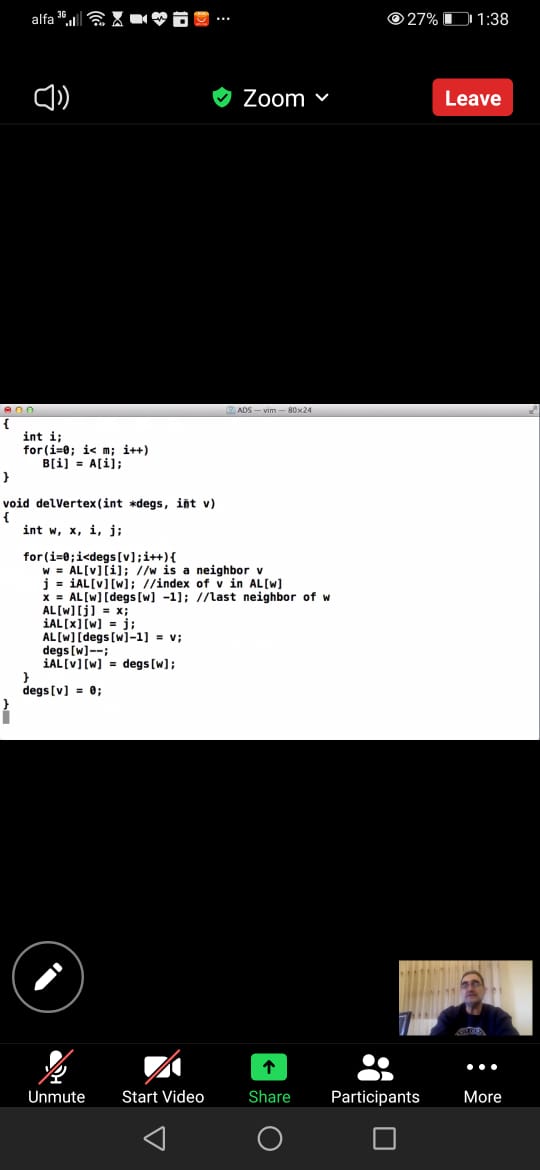 alfa 3G 27% 1:38
Zoom Leave
ADS — vim — 80×24
{
int i;
for(i=0; i< m; i++)
B[i] = A[i];
}
void delVertex(int *degs, int v)
{
int w, x, i, j;
for(i=0;i<degs[v];i++){
w = AL[v][i]; //w is a neighbor v
j = iAL[v][w]; //index of v in AL[w]
x = AL[w][degs[w] -1]; //last neighbor of w
AL[w][j] = x;
iAL[x][w] = j;
AL[w][degs[w]-1] = v;
degs[w]--;
iAL[v][w] = degs[w];
}
degs[v] = 0;
}
Unmute Start Video Share Participants More